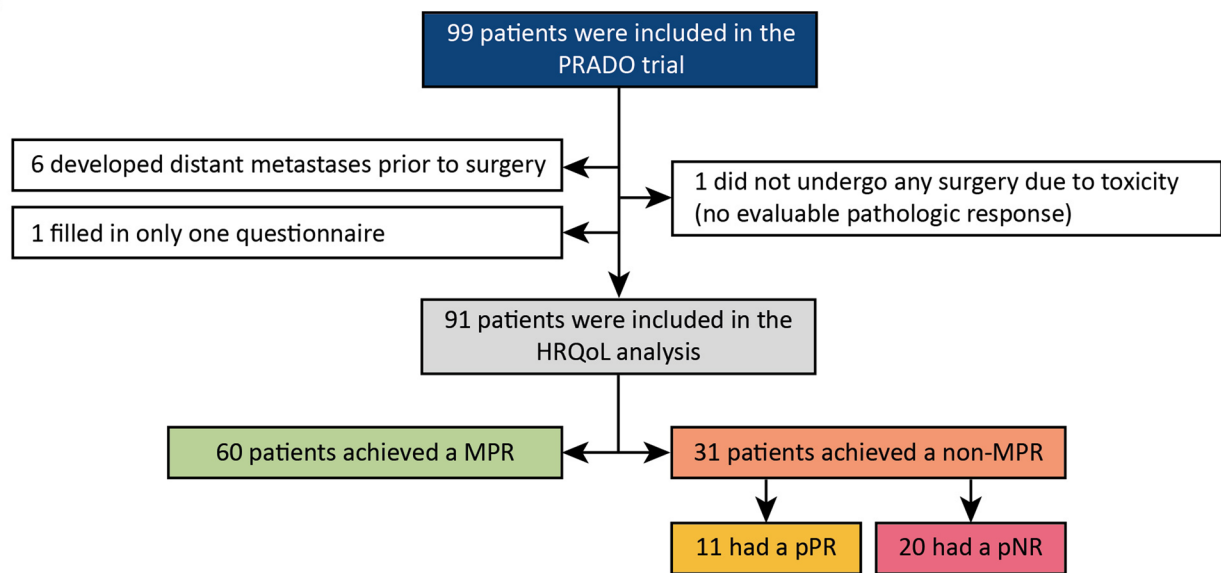 99 patients were included in the
PRADO trial
6 developed distant metastases prior to surgery
1 did not undergo any surgery due to toxicity
(no evaluable pathologic response)
1 filled in only one questionnaire
91 patients were included in the
HRQoL analysis
60 patients achieved a MPR
31 patients achieved a non-MPR
11 had a pPR
20 had a pNR